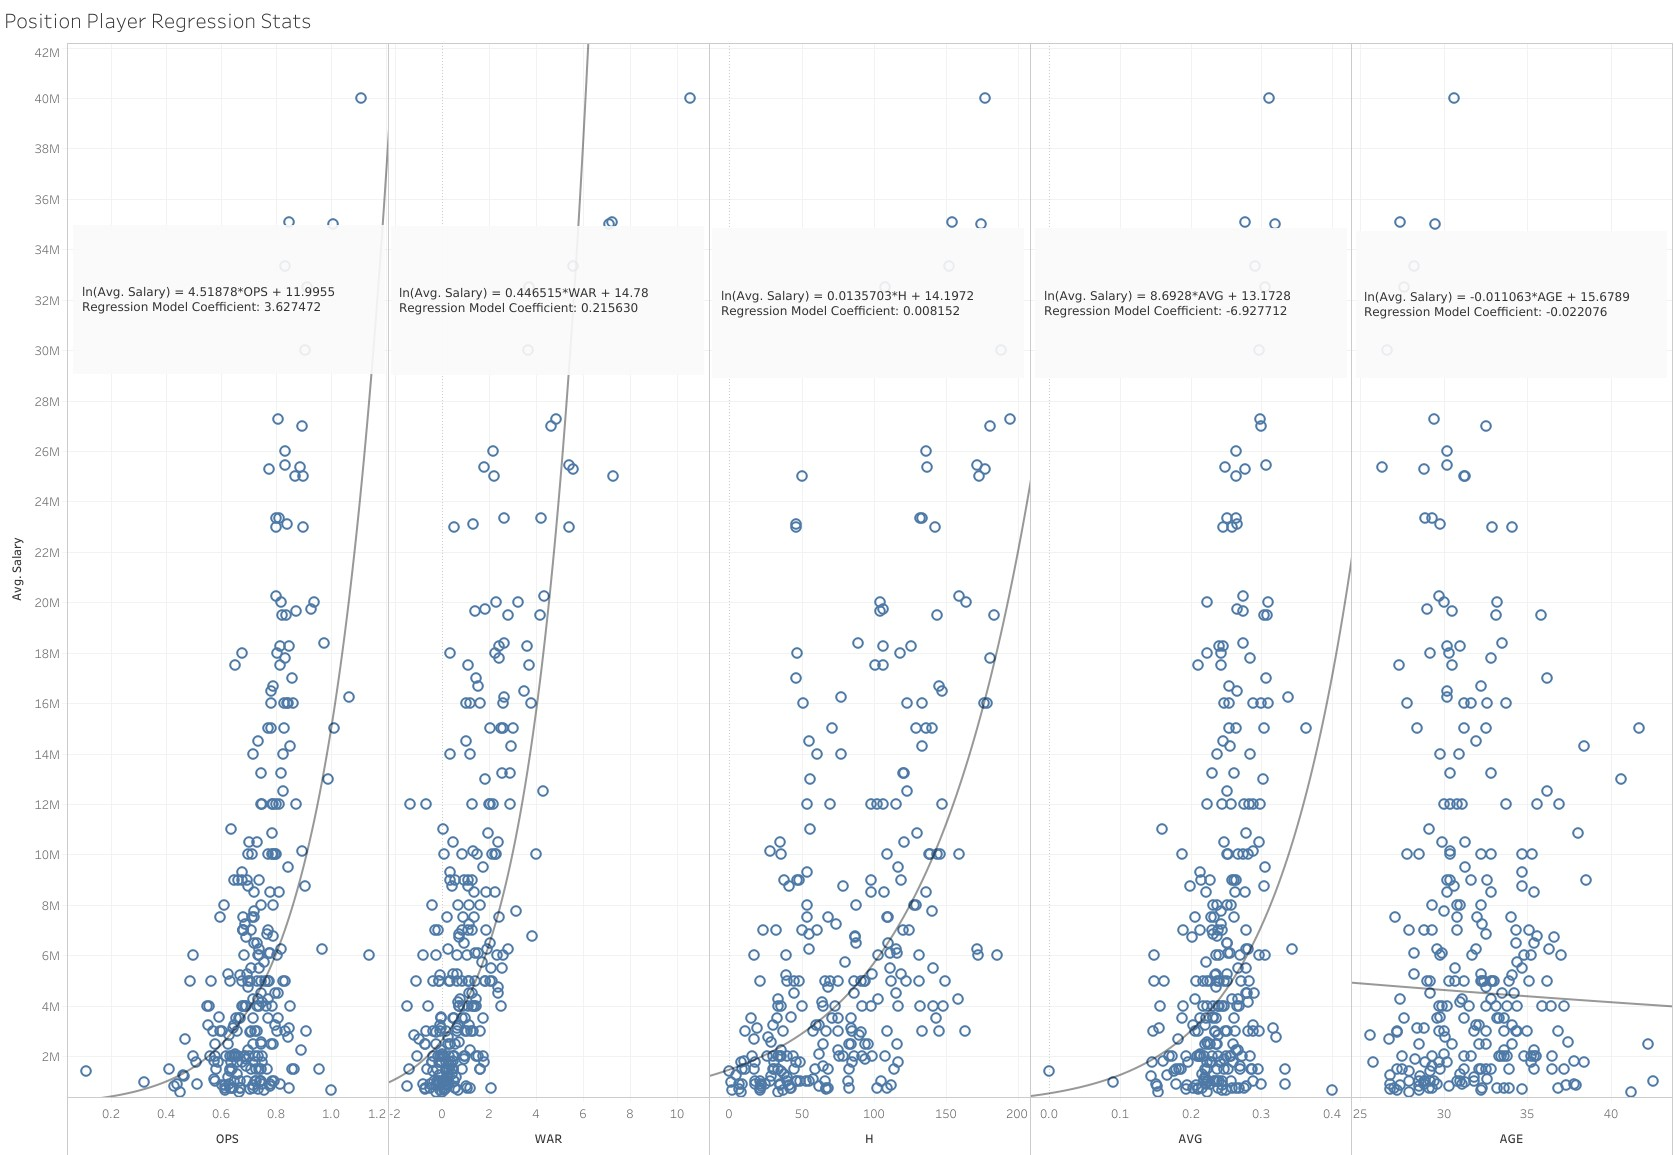 Position Player Regression Stats
42M
40M
38M
36M
34M
32M
30M
28M
26M
24M
22M
20M
18M
16M
14M
12M
10M
8M
6M
4M
2M
Avg. Salary
ln(Avg. Salary) = 4.51878*OPS + 11.9955
Regression Model Coefficient: 3.627472
ln(Avg. Salary) = 0.446515*WAR + 14.78
Regression Model Coefficient: 0.215630
ln(Avg. Salary) = 0.0135703*H + 14.1972
Regression Model Coefficient: 0.008152
ln(Avg. Salary) = 8.6928*AVG + 13.1728
Regression Model Coefficient: -6.927712
ln(Avg. Salary) = -0.011063*AGE + 15.6789
Regression Model Coefficient: -0.022076
0.2 0.4 0.6 0.8 1.0 1.2
-2 0 2 4 6 8 10
0 50 100 150 200
0.0 0.1 0.2 0.3 0.4
25 30 35 40
OPS
WAR
H
AVG
AGE